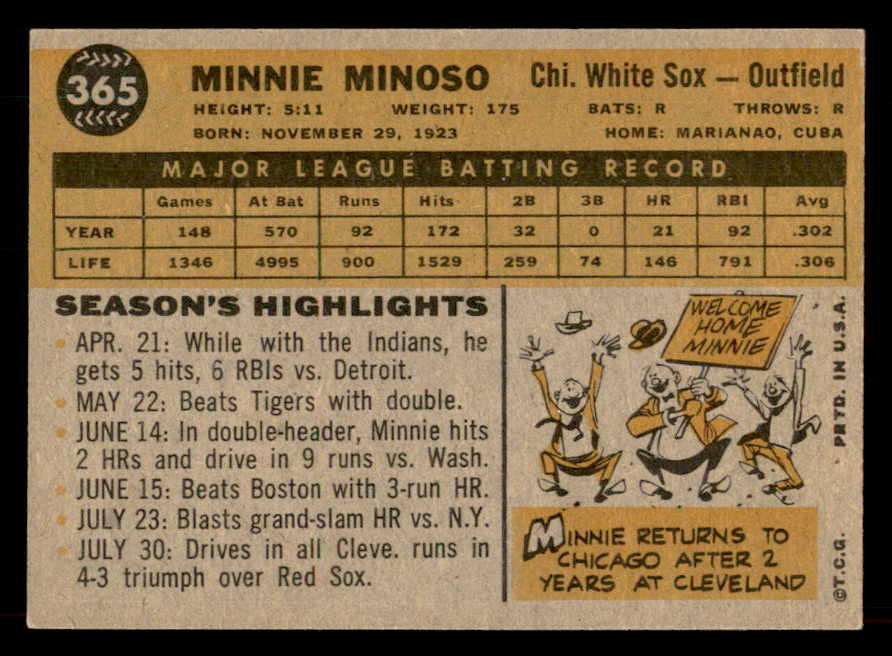 365
MINNIE MINOSO Chi. White Sox — Outfield
HEIGHT: 5:11 WEIGHT: 175 BATS: R THROWS: R
BORN: NOVEMBER 29, 1923 HOME: MARIANAO, CUBA
MAJOR LEAGUE BATTING RECORD
Games At Bat Runs Hits 2B 3B HR RBI Avg
YEAR 148 570 92 172 32 0 21 92 .302
LIFE 1346 4995 900 1529 259 74 146 791 .306
SEASON'S HIGHLIGHTS
• APR. 21: While with the Indians, he
gets 5 hits, 6 RBIs vs. Detroit.
• MAY 22: Beats Tigers with double.
• JUNE 14: In double-header, Minnie hits
2 HRs and drive in 9 runs vs. Wash.
• JUNE 15: Beats Boston with 3-run HR.
• JULY 23: Blasts grand-slam HR vs. N.Y.
• JULY 30: Drives in all Cleve. runs in
4-3 triumph over Red Sox.
WELCOME
HOME
MINNIE
MINNIE RETURNS TO
CHICAGO AFTER 2
YEARS AT CLEVELAND
©T.C.G. PRTD. IN U.S.A.